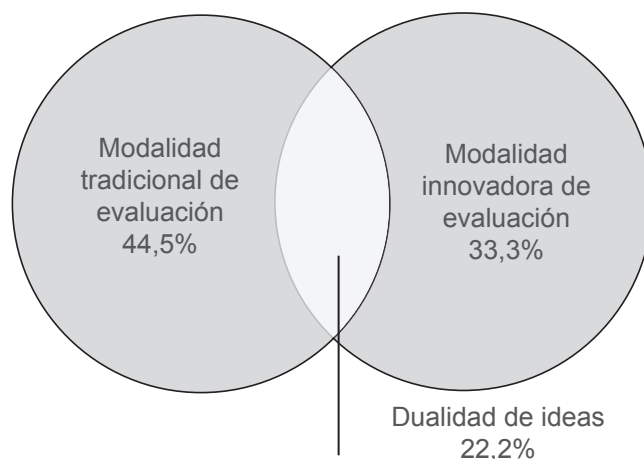 Modalidad
tradicional de
evaluación
44,5%
Modalidad
innovadora de
evaluación
33,3%
Dualidad de ideas
22,2%